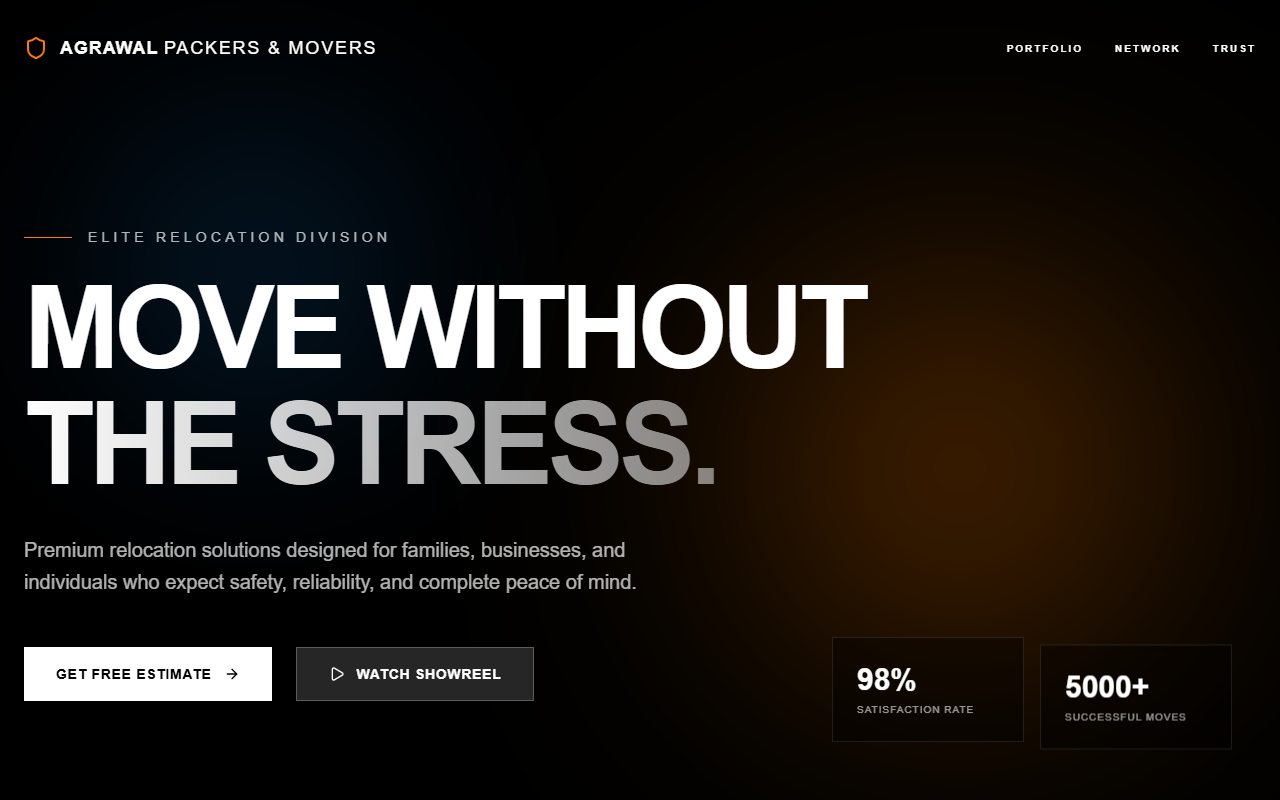 AGRAWAL PACKERS & MOVERS
PORTFOLIO
NETWORK
TRUST
ELITE RELOCATION DIVISION
MOVE WITHOUT
THE STRESS.
Premium relocation solutions designed for families, businesses, and
individuals who expect safety, reliability, and complete peace of mind.
GET FREE ESTIMATE
WATCH SHOWREEL
98%
SATISFACTION RATE
5000+
SUCCESSFUL MOVES